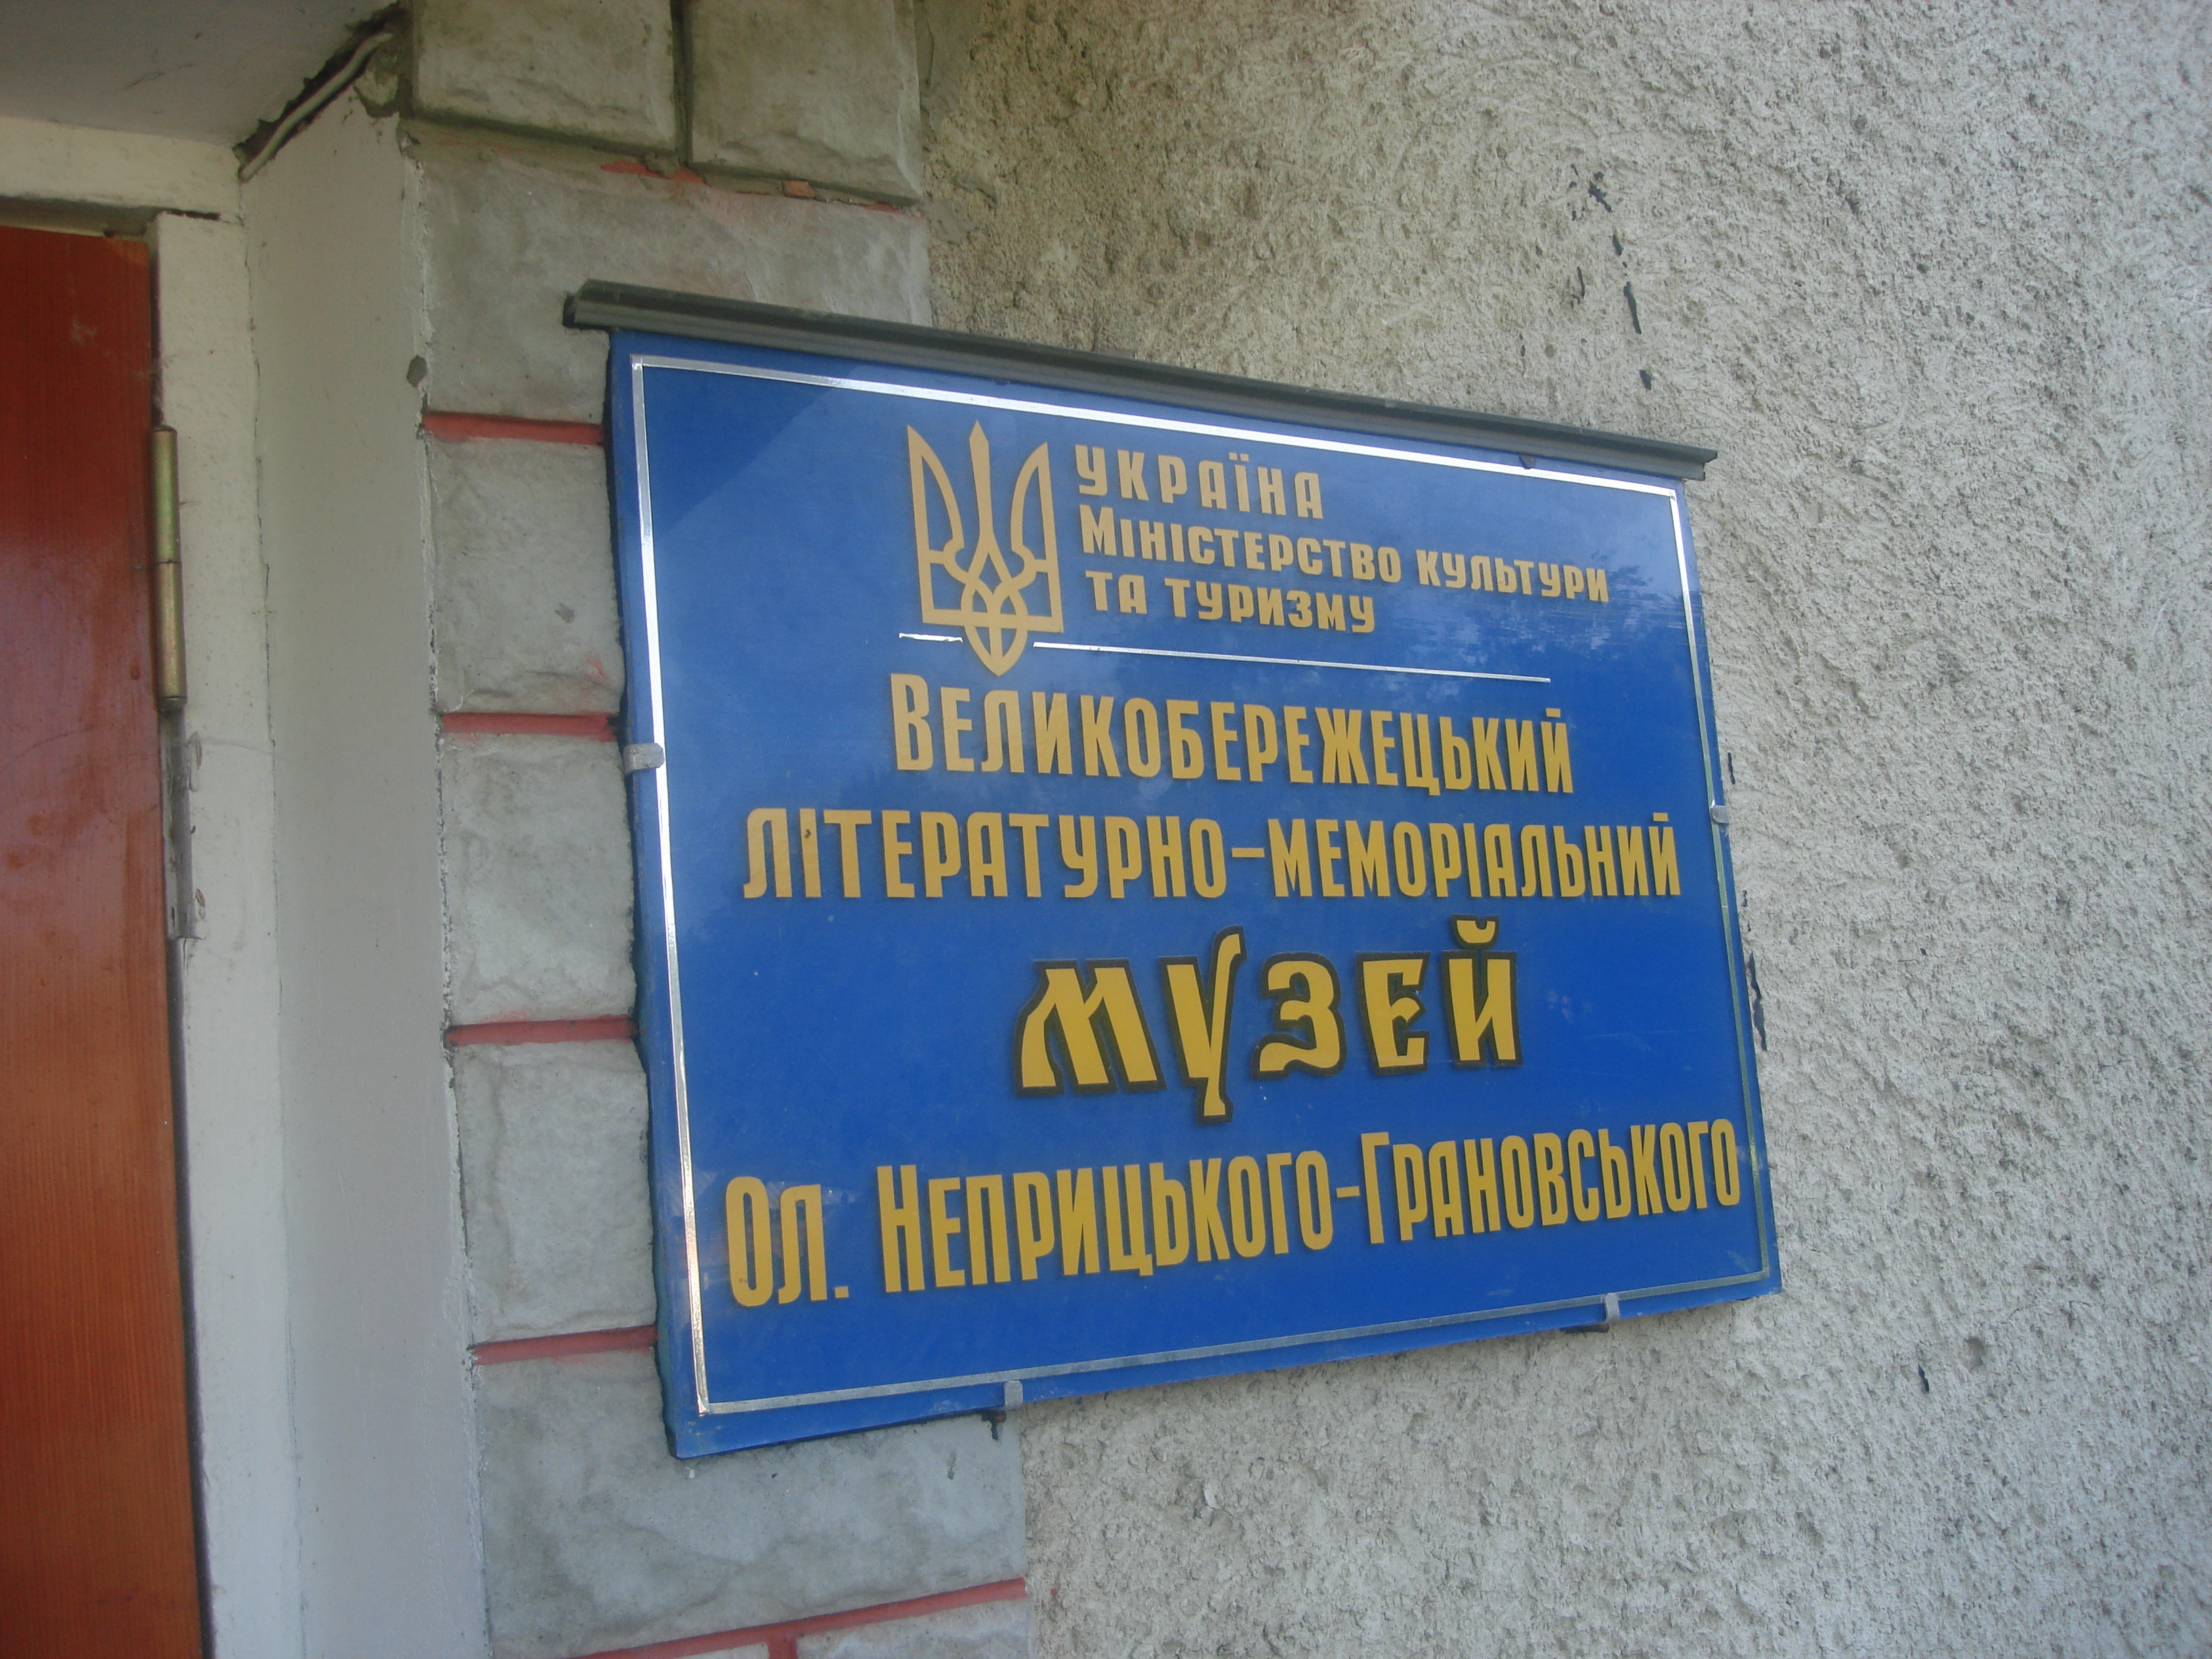 УКРАЇНА
МІНІСТЕРСТВО КУЛЬТУРИ
ТА ТУРИЗМУ
ВЕЛИКОБЕРЕЖЕЦЬКИЙ
ЛІТЕРАТУРНО-МЕМОРІАЛЬНИЙ
МУЗЕЙ
ОЛ. НЕПРИЦЬКОГО-ГРАНОВСЬКОГО